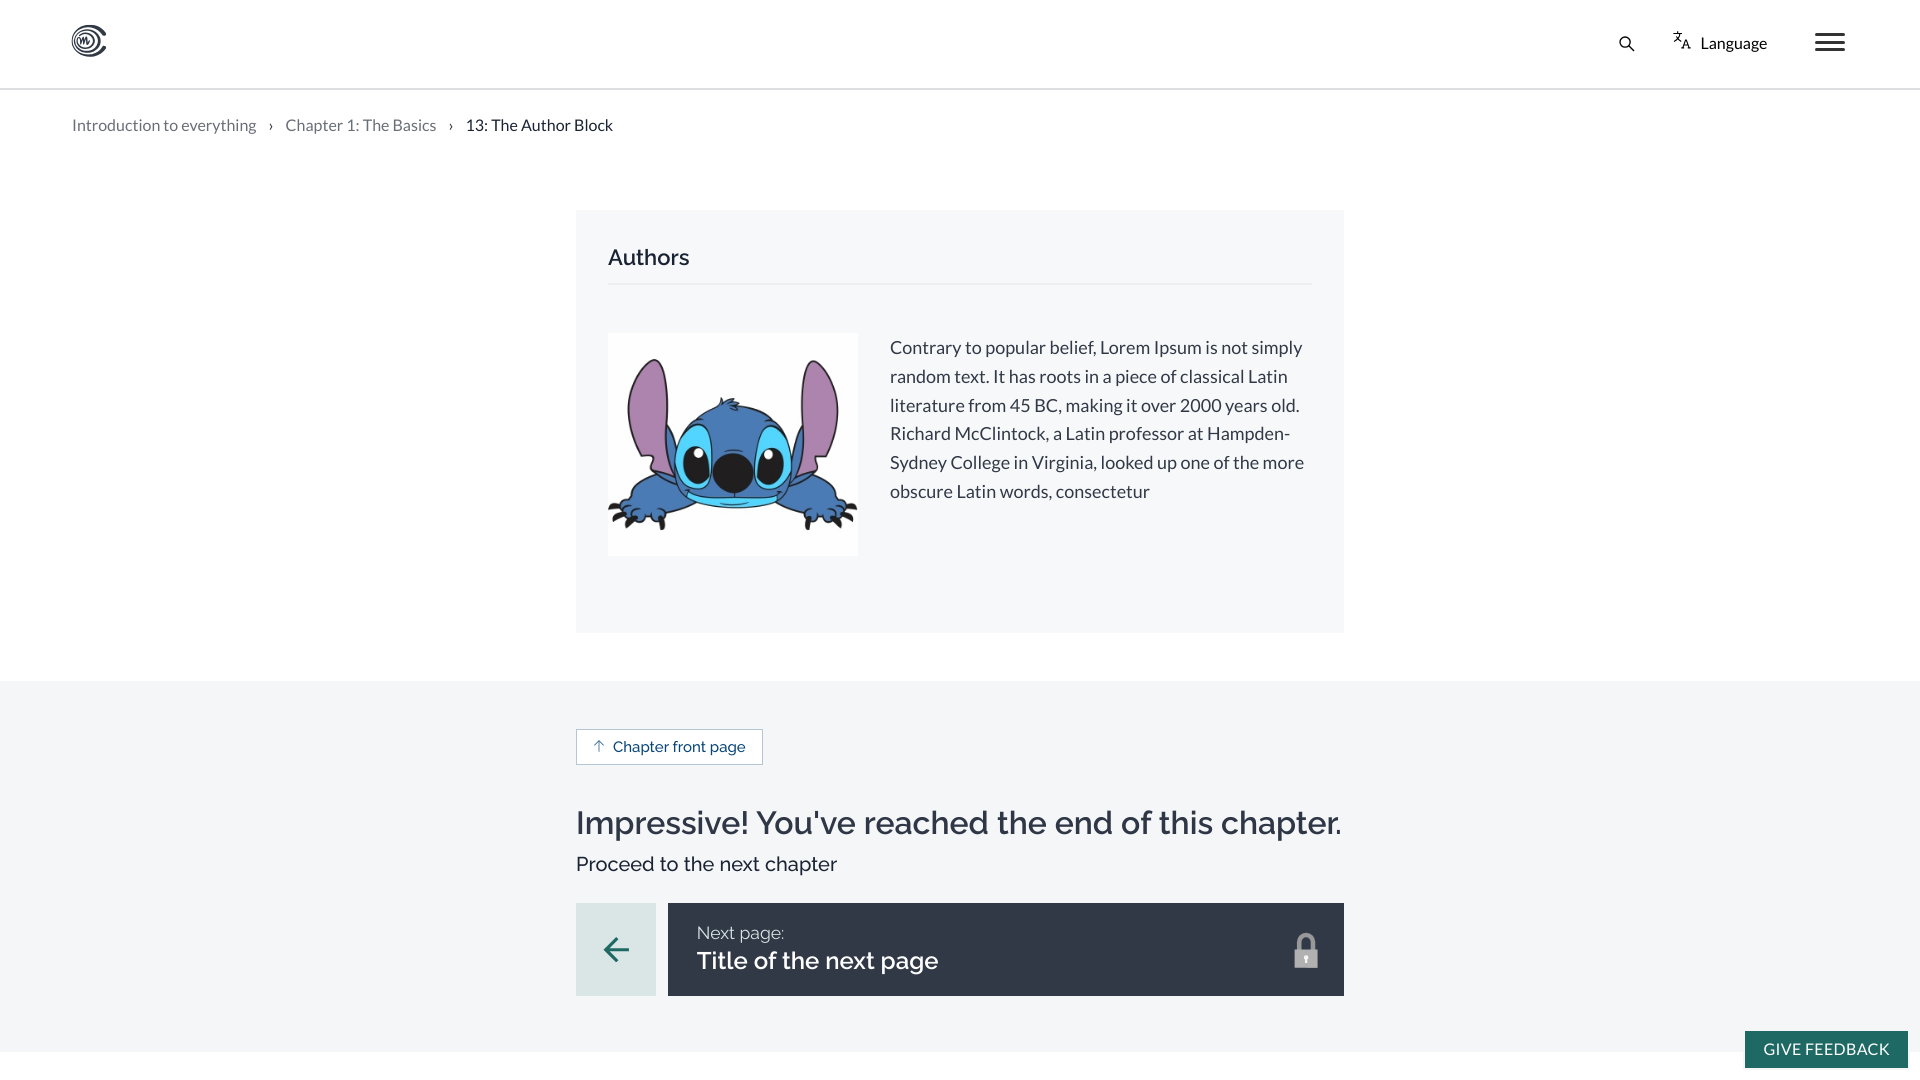 Language
Introduction to everything › Chapter 1: The Basics › 13: The Author Block
Authors
Contrary to popular belief, Lorem Ipsum is not simply
random text. It has roots in a piece of classical Latin
literature from 45 BC, making it over 2000 years old.
Richard McClintock, a Latin professor at Hampden-
Sydney College in Virginia, looked up one of the more
obscure Latin words, consectetur
↑ Chapter front page
Impressive! You've reached the end of this chapter.
Proceed to the next chapter
Next page:
Title of the next page
GIVE FEEDBACK